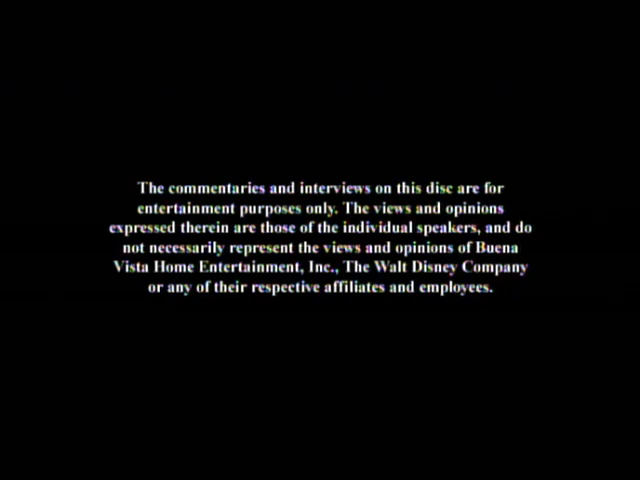 The commentaries and interviews on this disc are for
entertainment purposes only. The views and opinions
expressed therein are those of the individual speakers, and do
not necessarily represent the views and opinions of Buena
Vista Home Entertainment, Inc., The Walt Disney Company
or any of their respective affiliates and employees.